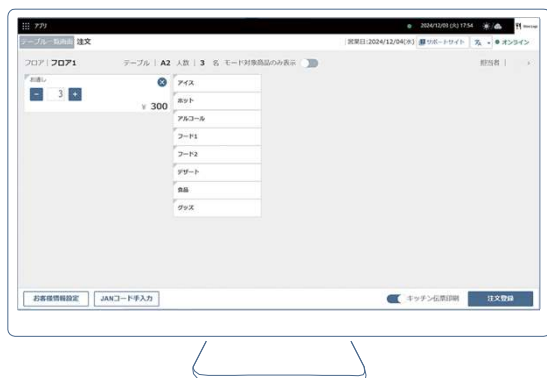 アプリ 2024/12/03 (火) 17:54
テーブル一覧画面 注文 営業日:2024/12/04(水) サポートサイト オンライン
フロア | フロア1 テーブル | A2 人数 | 3 名 モード対象商品のみ表示 担当者 |
お通し
- 3 +
¥ 300
アイス
ホット
アルコール
フード1
フード2
デザート
食品
グッズ
お客様情報設定 JANコード手入力 キッチン伝票印刷 注文登録